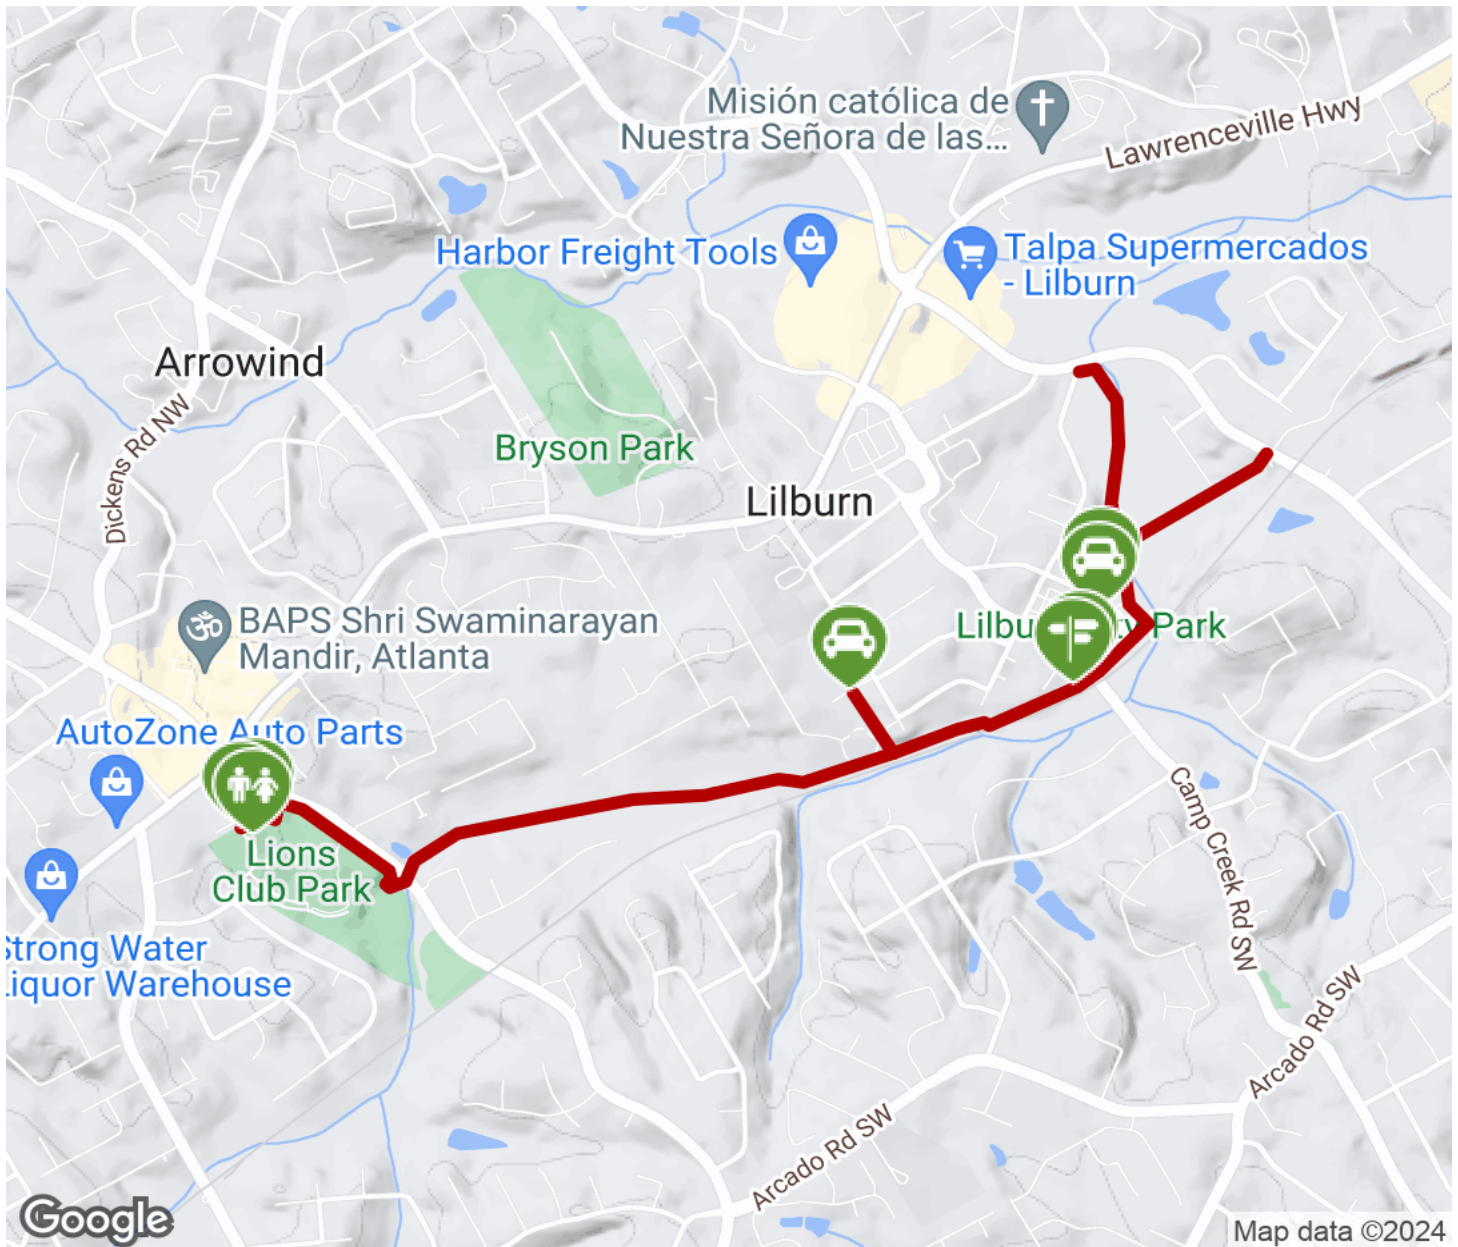 Misión católica de
Nuestra Señora de las...
Lawrenceville Hwy
Harbor Freight Tools
Talpa Supermercados
- Lilburn
Arrowind
Dickens Rd NW
Bryson Park
Lilburn
BAPS Shri Swaminarayan
Mandir, Atlanta
Park
AutoZone Auto Parts
Lions
Club Park
Camp Creek Rd SW
Strong Water
Liquor Warehouse
Arcado Rd SW
Arcado Rd SW
Google
Map data ©2024